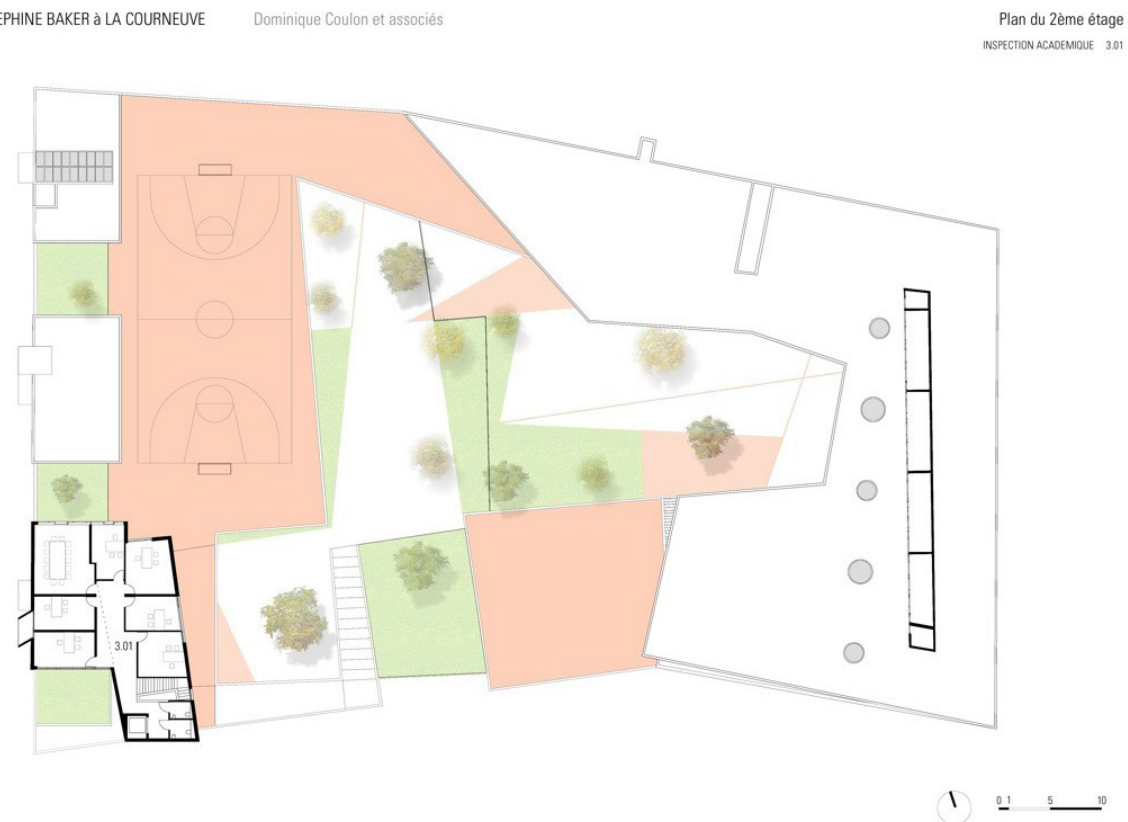 EPHINE BAKER à LA COURNEUVE Dominique Coulon et associés
Plan du 2ème étage
INSPECTION ACADEMIQUE 3.01
3.01
0 1 5 10